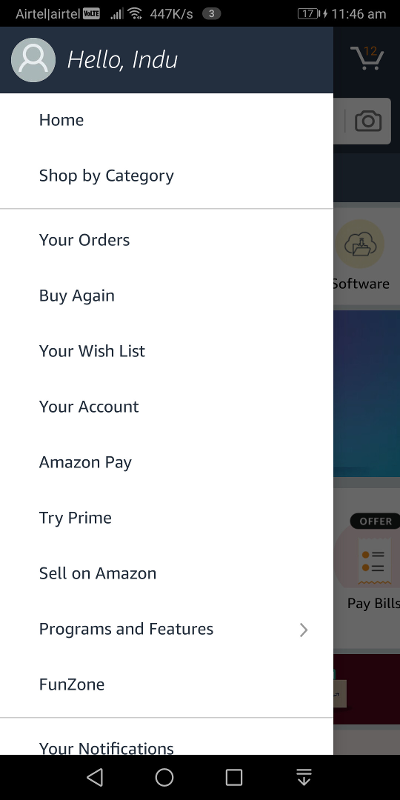 Airtel|airtel VoLTE 447K/s 3 17 11:46 am
Hello, Indu
12
Home
Shop by Category
Your Orders
Software
Buy Again
Your Wish List
Your Account
Amazon Pay
Try Prime
OFFER
Sell on Amazon
Pay Bills
Programs and Features
FunZone
Your Notifications